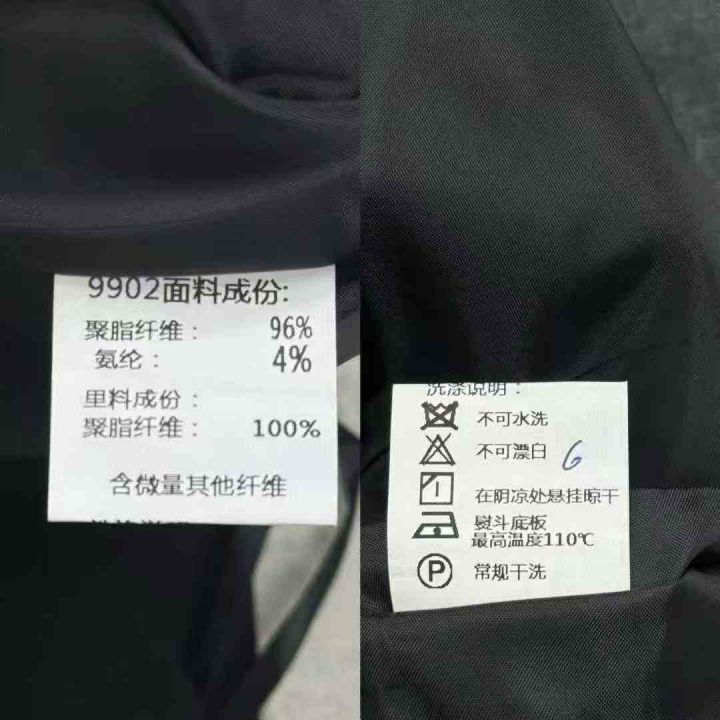 9902面料成份:
聚脂纤维： 96%
氨纶： 4%
里料成份：
聚脂纤维： 100%
含微量其他纤维
洗涤说明：
不可水洗
不可漂白 6
在阴凉处悬挂晾干
熨斗底板
最高温度110℃
P 常规干洗